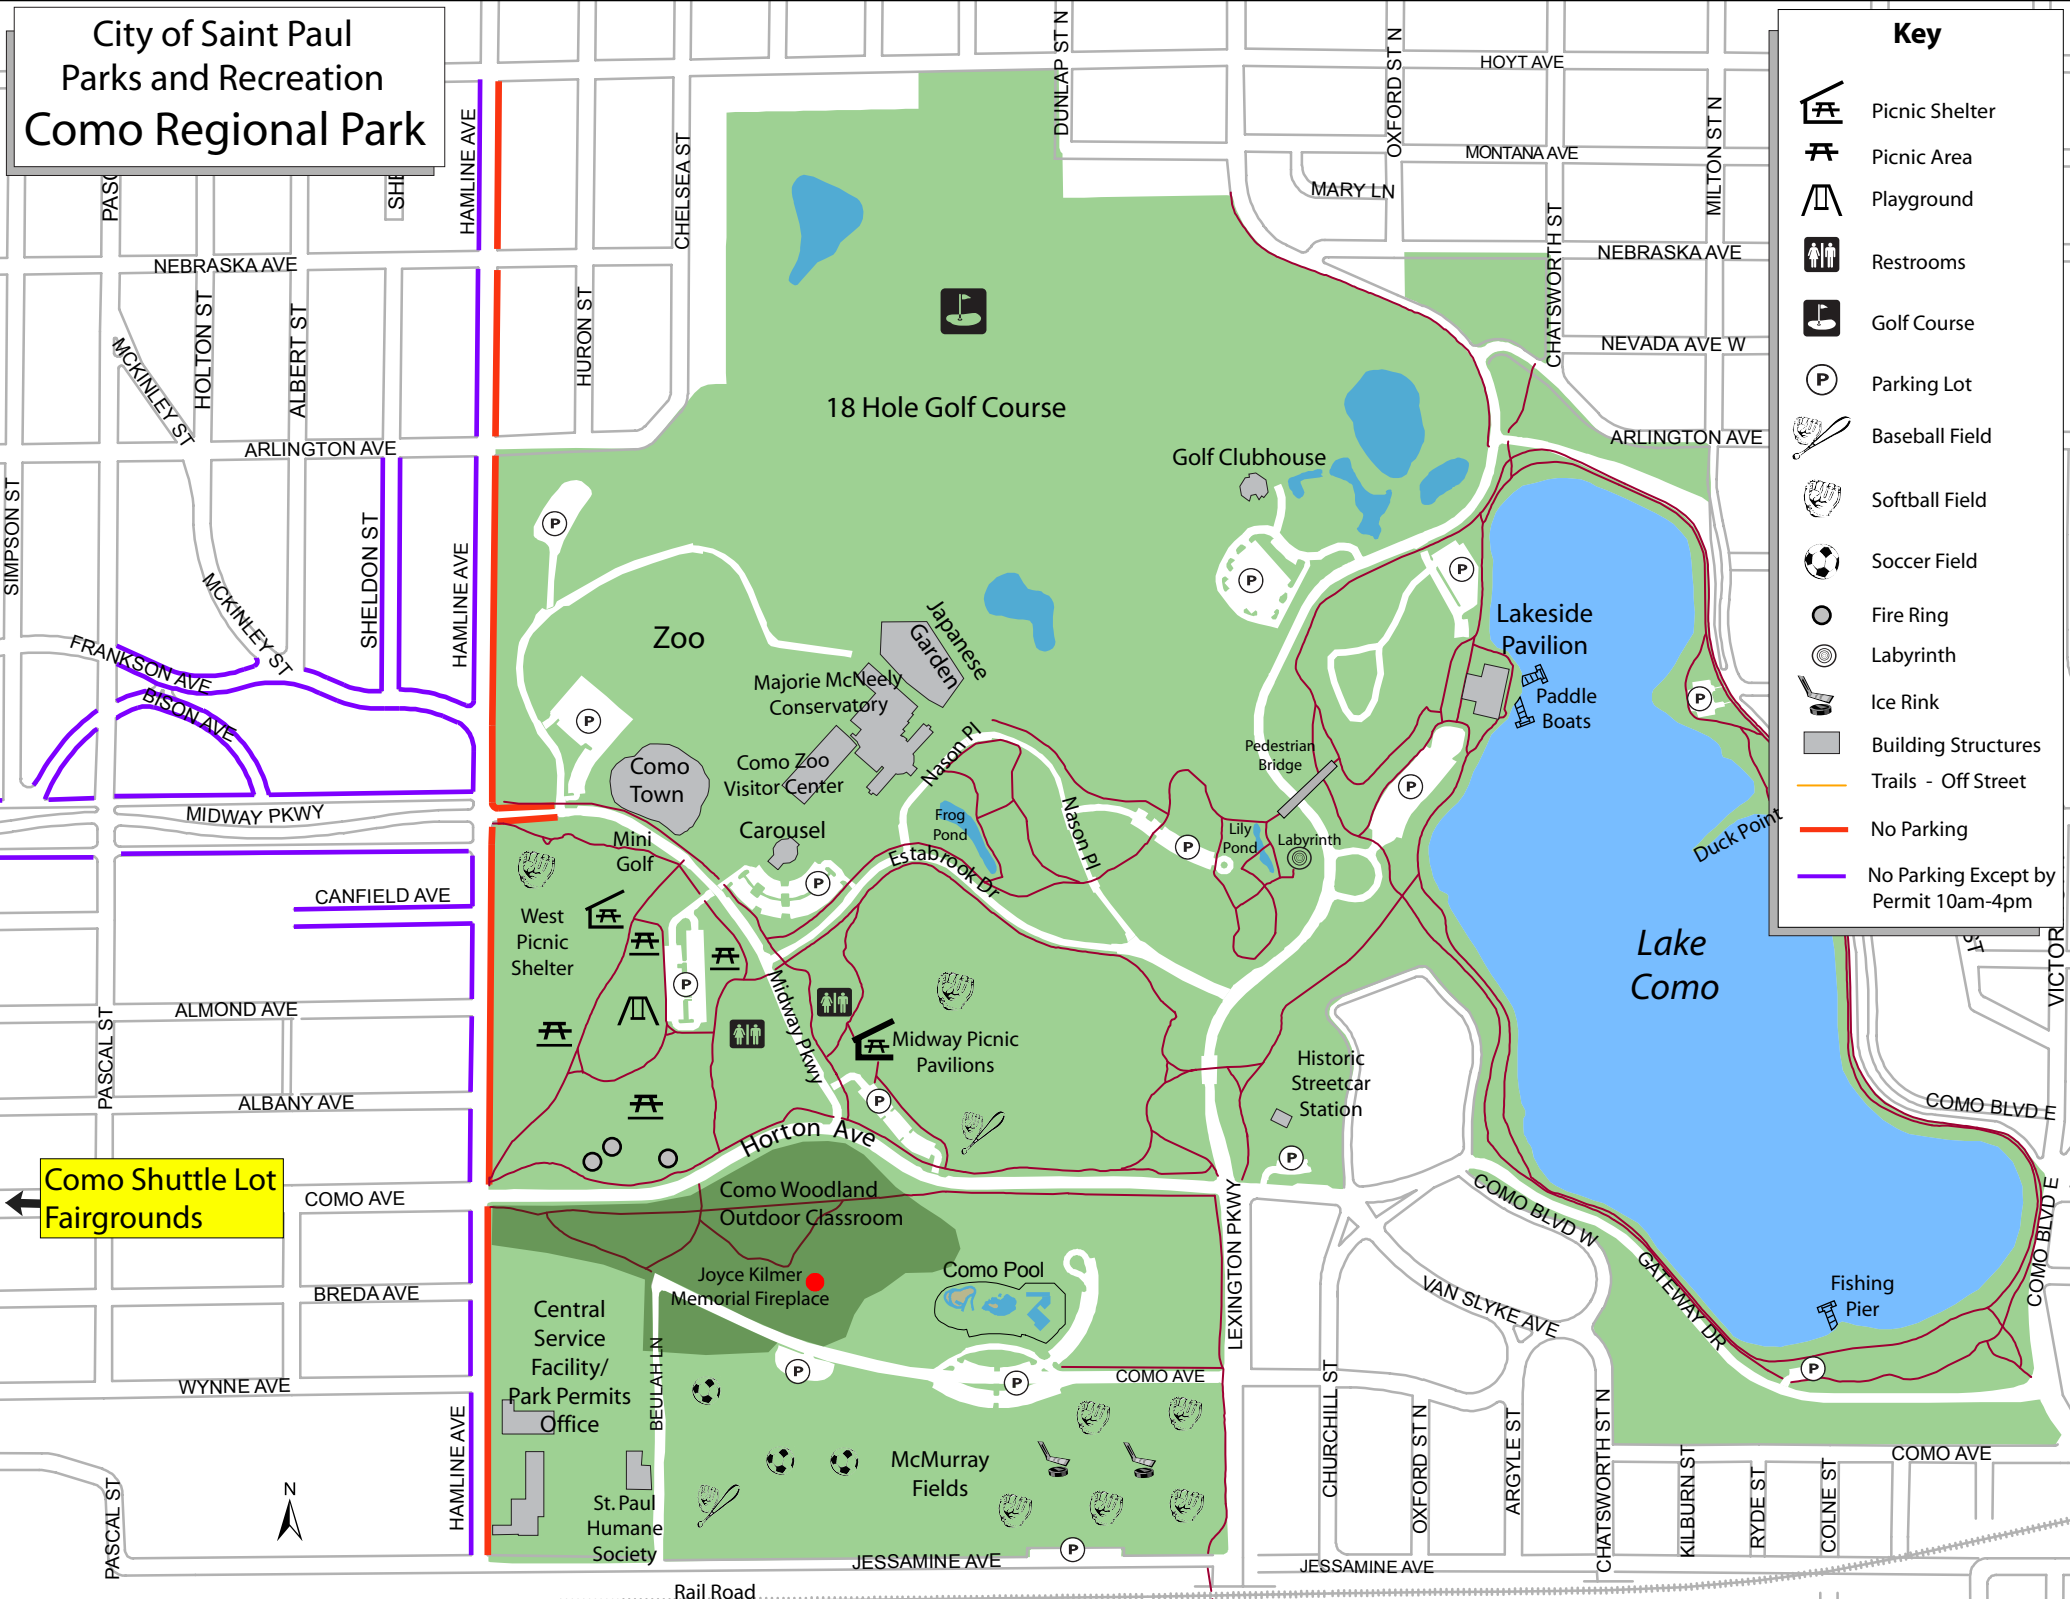 City of Saint Paul
Parks and Recreation
Como Regional Park
Key
Picnic Shelter
Picnic Area
Playground
Restrooms
Golf Course
P
Parking Lot
Baseball Field
Softball Field
Soccer Field
Fire Ring
Labyrinth
Ice Rink
Building Structures
Trails - Off Street
No Parking
No Parking Except by
Permit 10am-4pm
HOYT AVE
MONTANA AVE
MARY LN
NEBRASKA AVE
NEVADA AVE W
ARLINGTON AVE
DUNLAP ST N
OXFORD ST N
MILTON ST N
CHATSWORTH ST
PASC
SHE
HAMLINE AVE
CHELSEA ST
NEBRASKA AVE
HOLTON ST
ALBERT ST
HURON ST
MCKINLEY ST
ARLINGTON AVE
SIMPSON ST
SHELDON ST
HAMLINE AVE
MCKINLEY ST
FRANKSON AVE
BISON AVE
MIDWAY PKWY
CANFIELD AVE
ALMOND AVE
PASCAL ST
ALBANY AVE
Como Shuttle Lot
Fairgrounds
COMO AVE
BREDA AVE
WYNNE AVE
HAMLINE AVE
PASCAL ST
N
18 Hole Golf Course
Golf Clubhouse
P
P
P
Zoo
Japanese
Garden
Majorie McNeely
Conservatory
Como Zoo
Visitor Center
P
Como
Town
Carousel
Mini
Golf
Nason Pl
Frog
Pond
Nason Pl
Estabrook Dr
P
P
Lily
Pond
Labyrinth
Pedestrian
Bridge
P
Lakeside
Pavilion
Paddle
Boats
P
Duck Point
Lake
Como
West
Picnic
Shelter
P
Midway Pkwy
Midway Picnic
Pavilions
P
Horton Ave
Historic
Streetcar
Station
P
VICTOR
ST
COMO BLVD E
COMO BLVD E
Como Woodland
Outdoor Classroom
Joyce Kilmer
Memorial Fireplace
Como Pool
LEXINGTON PKWY
COMO BLVD W
GATEWAY DR
VAN SLYKE AVE
Fishing
Pier
P
Central
Service
Facility/
Park Permits
Office
BEULAH LN
P
P
COMO AVE
McMurray
Fields
St. Paul
Humane
Society
P
JESSAMINE AVE
Rail Road
CHURCHILL ST
OXFORD ST N
ARGYLE ST
CHATSWORTH ST N
KILBURN ST
RYDE ST
COLNE ST
COMO AVE
JESSAMINE AVE